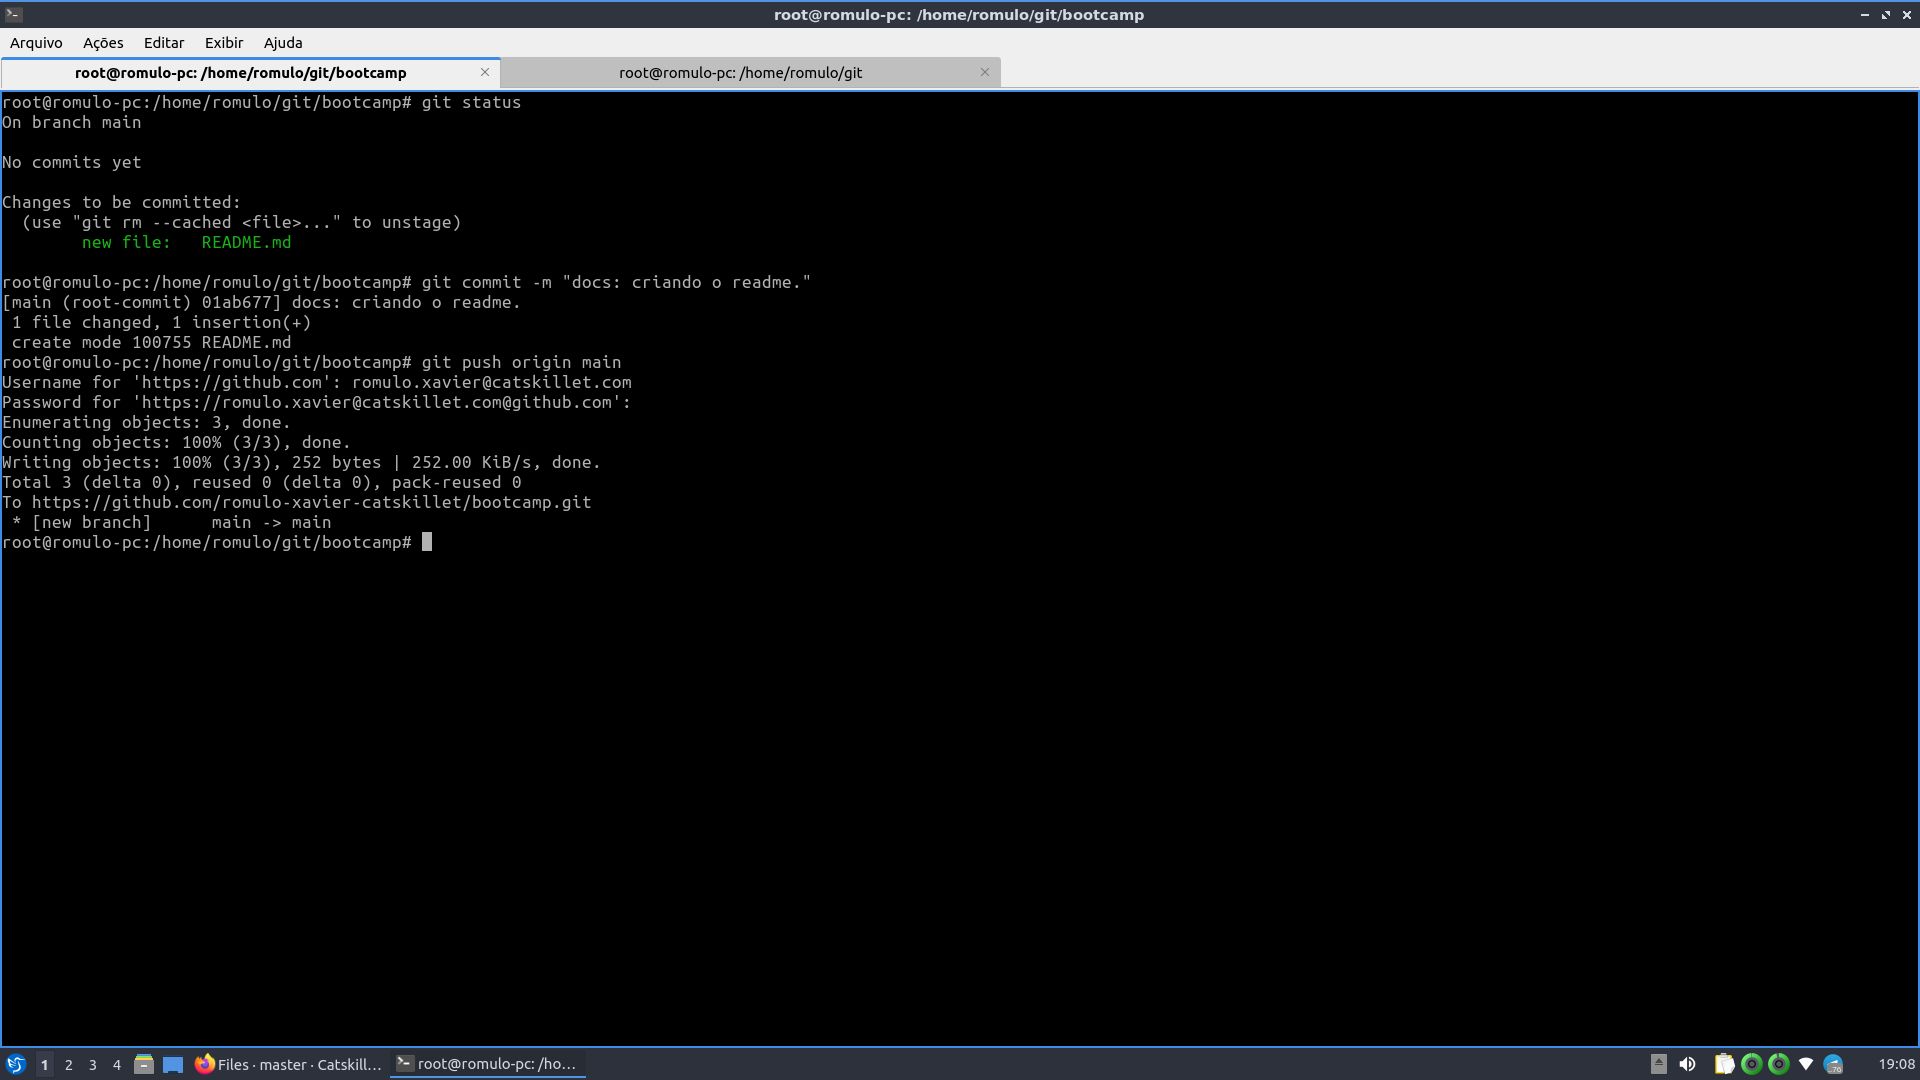 root@romulo-pc: /home/romulo/git/bootcamp
Arquivo Ações Editar Exibir Ajuda
root@romulo-pc: /home/romulo/git/bootcamp root@romulo-pc: /home/romulo/git
root@romulo-pc:/home/romulo/git/bootcamp# git status
On branch main
No commits yet
Changes to be committed:
(use "git rm --cached <file>..." to unstage)
new file:   README.md
root@romulo-pc:/home/romulo/git/bootcamp# git commit -m "docs: criando o readme."
[main (root-commit) 01ab677] docs: criando o readme.
1 file changed, 1 insertion(+)
create mode 100755 README.md
root@romulo-pc:/home/romulo/git/bootcamp# git push origin main
Username for 'https://github.com': romulo.xavier@catskillet.com
Password for 'https://romulo.xavier@catskillet.com@github.com':
Enumerating objects: 3, done.
Counting objects: 100% (3/3), done.
Writing objects: 100% (3/3), 252 bytes | 252.00 KiB/s, done.
Total 3 (delta 0), reused 0 (delta 0), pack-reused 0
To https://github.com/romulo-xavier-catskillet/bootcamp.git
* [new branch]      main -> main
root@romulo-pc:/home/romulo/git/bootcamp#
1 2 3 4 Files · master · Catskill... root@romulo-pc: /ho... 19:08